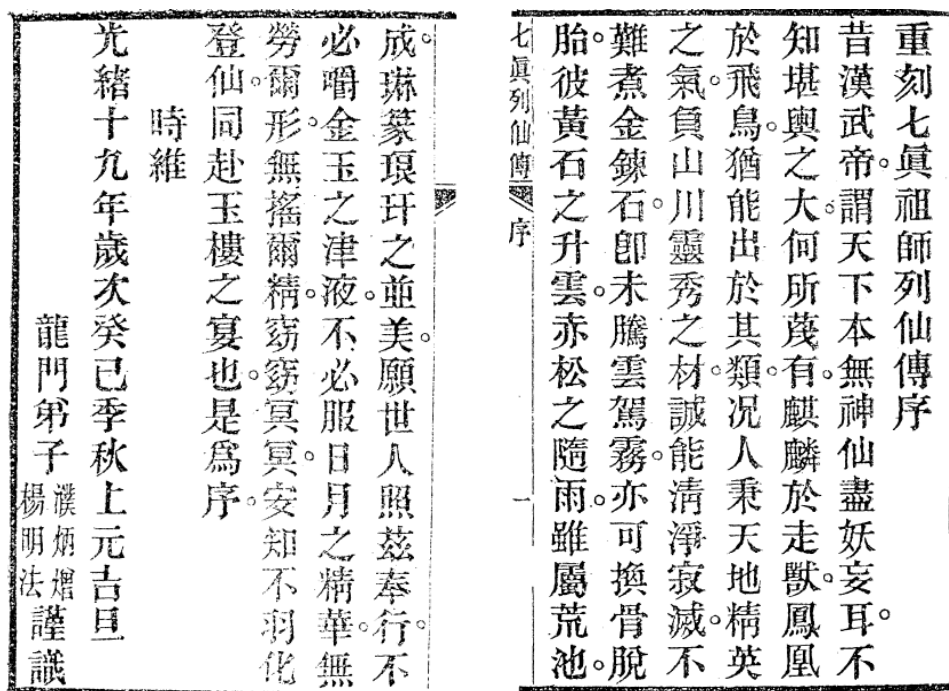 重刻七眞祖師列仙傳序
昔漢武帝。謂天下本無神仙盡妖妄耳。不
知堪輿之大。何所蔑有。麒麟於走獸。鳳凰
於飛鳥。猶能出於其類。况人秉天地精英
之氣。負山川靈秀之材。誠能淸淨寂滅。不
難煮金鍊石。卽未騰雲駕霧。亦可換骨脫
胎。彼黃石之升雲。赤松之隨雨。雖屬荒池。
七眞列仙傳 序 一
成。琳篆琅玕之並美。願世人照茲奉行。不
必嚼金玉之津液。不必服日月之精華。無
勞爾形。無搖爾精。窈窈冥冥。安知不羽化
登仙。同赴玉樓之宴也。是爲序。
時維
光緒十九年歲次癸巳季秋上元吉旦
龍門弟子 濮炳熷 楊明法 謹識